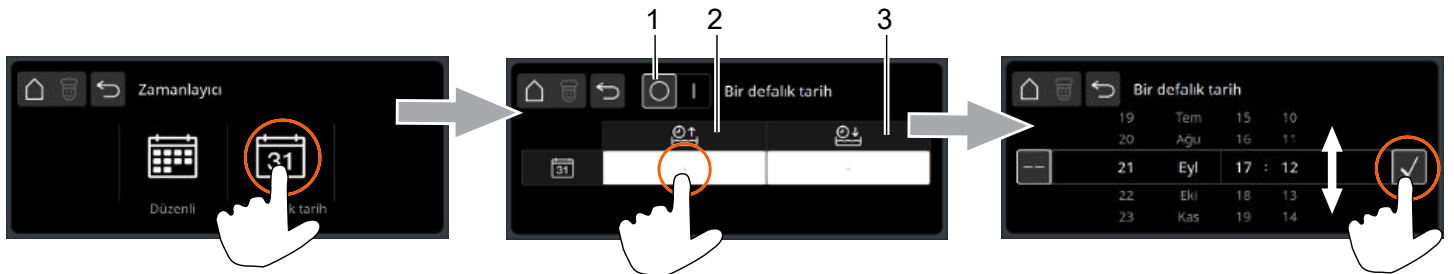 1 2 3
Zamanlayıcı
31
Düzenli
tarih
Bir defalık tarih
31
- -
Bir defalık tarih
19 Tem 15 10
20 Ağu 16 11
-- 21 Eyl 17 : 12
22 Eki 18 13
23 Kas 19 14